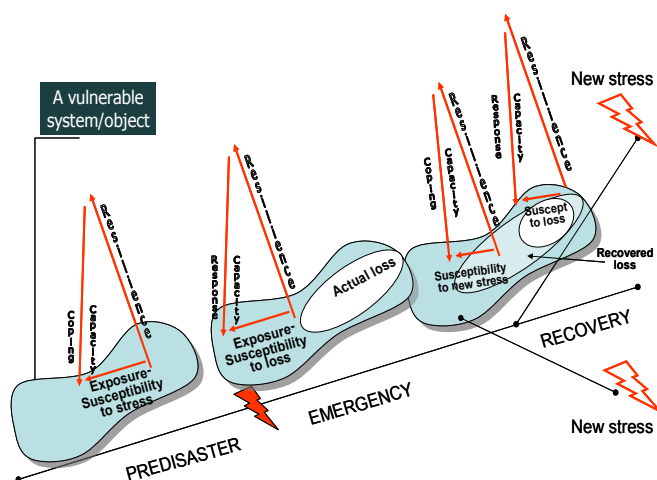 A vulnerable
system/object
Resilience
Coping
Capacity
Exposure-
Susceptibility
to stress
PREDISASTER
Resilience
Response
Capacity
Exposure-
Susceptibility
to loss
Actual loss
EMERGENCY
Resilience
Coping
Capacity
Susceptibility
to new stress
Resilience
Response
Capacity
Suscept
to loss
Recovered
loss
RECOVERY
New stress
New stress